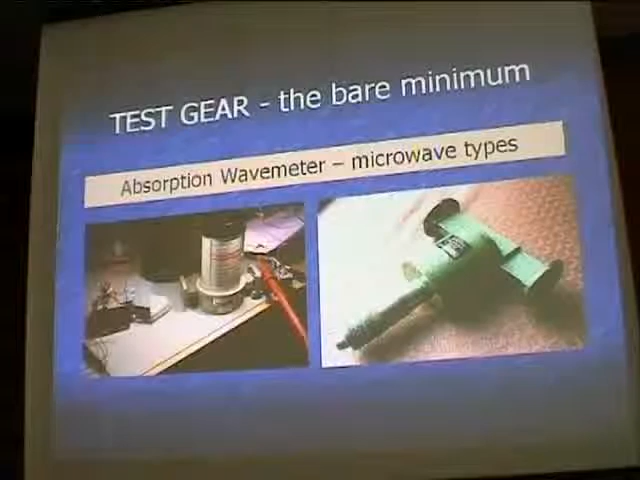 TEST GEAR - the bare minimum
Absorption Wavemeter – microwave types